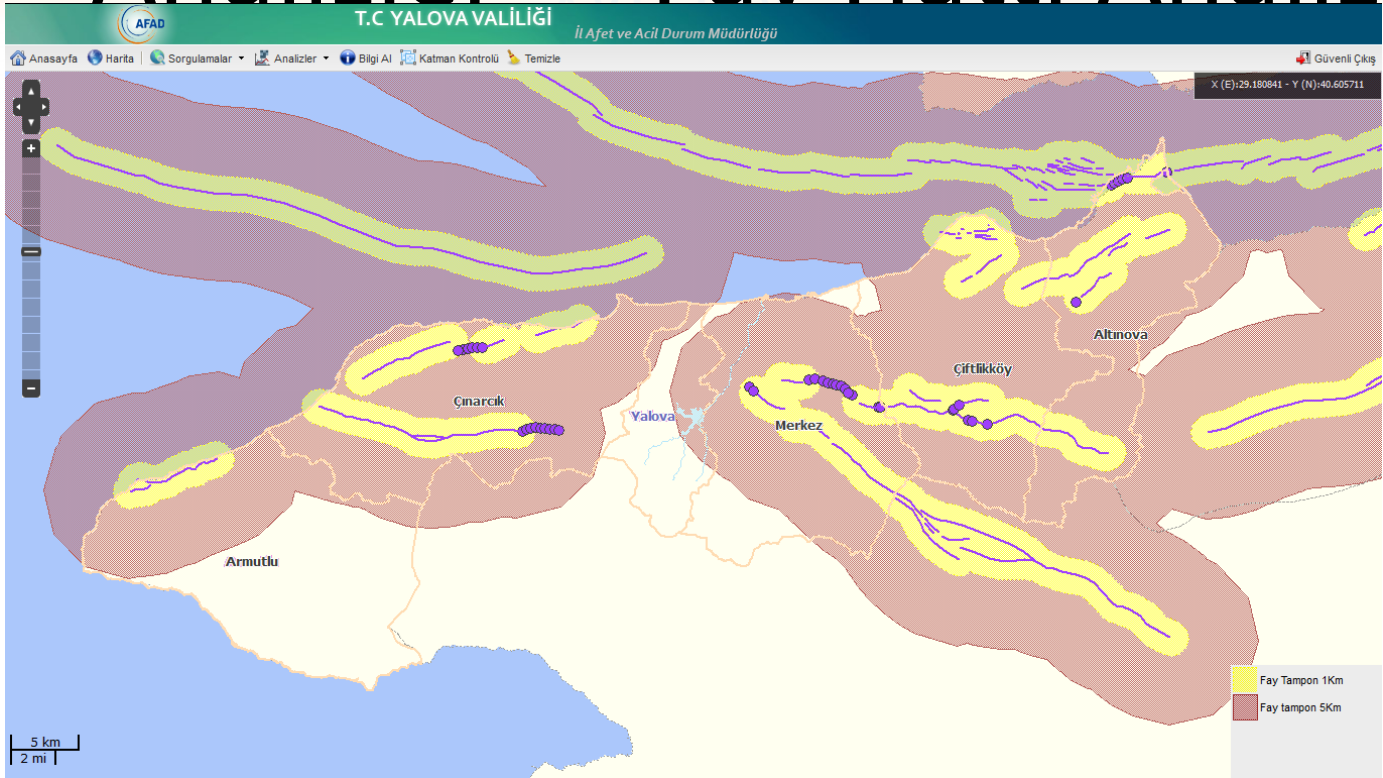 AFAD
T.C YALOVA VALİLİĞİ
İl Afet ve Acil Durum Müdürlüğü
Anasayfa Harita Sorgulamalar Analizler Bilgi Al Katman Kontrolü Temizle Güvenli Çıkış
X (E):29.180841 - Y (N):40.605711
Altınova
Çiftlikköy
Çınarcık
Yalova
Merkez
Armutlu
Fay Tampon 1Km
Fay tampon 5Km
5 km
2 mi